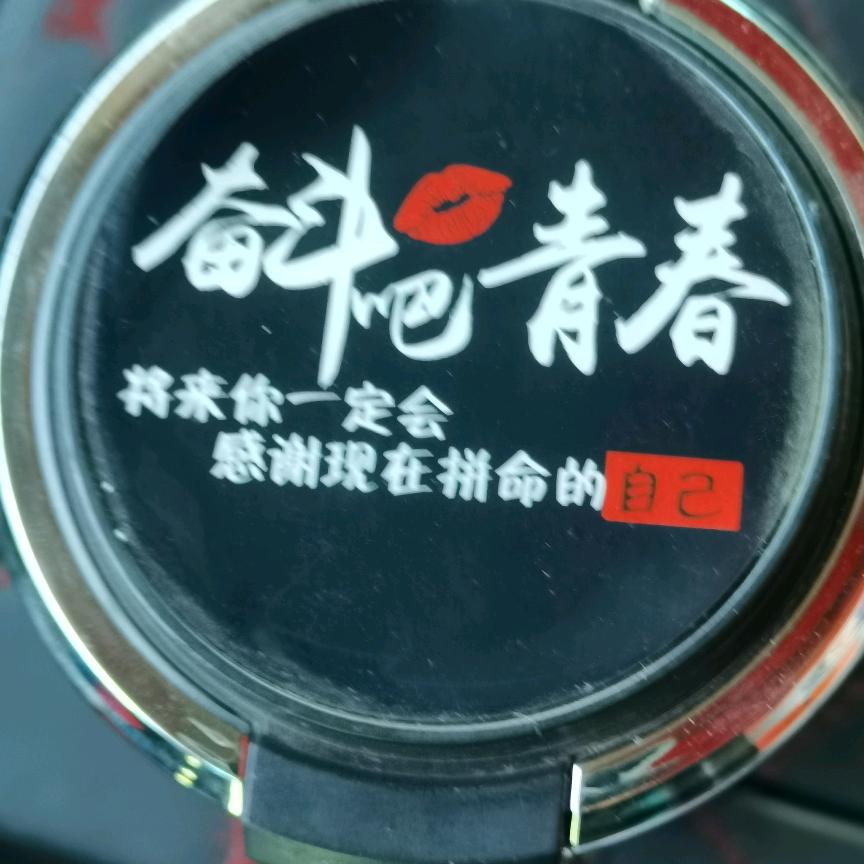 奋斗吧青春
将来你一定会
感谢现在拼命的自己